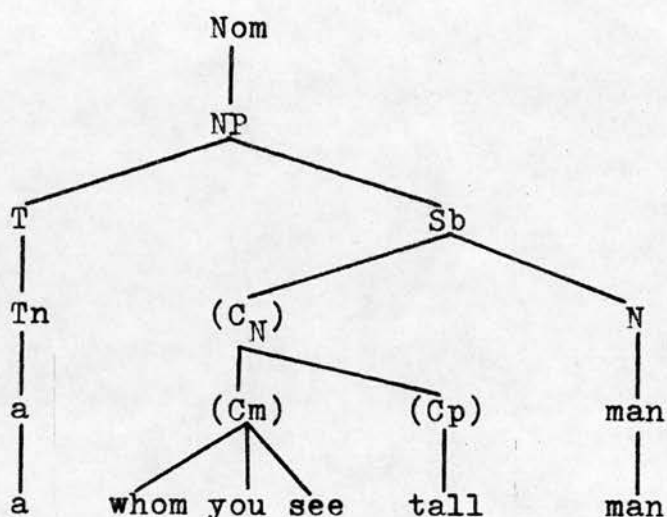 Nom
NP
T Sb
Tn (C_N) N
a (Cm) (Cp) man
a whom you see tall man